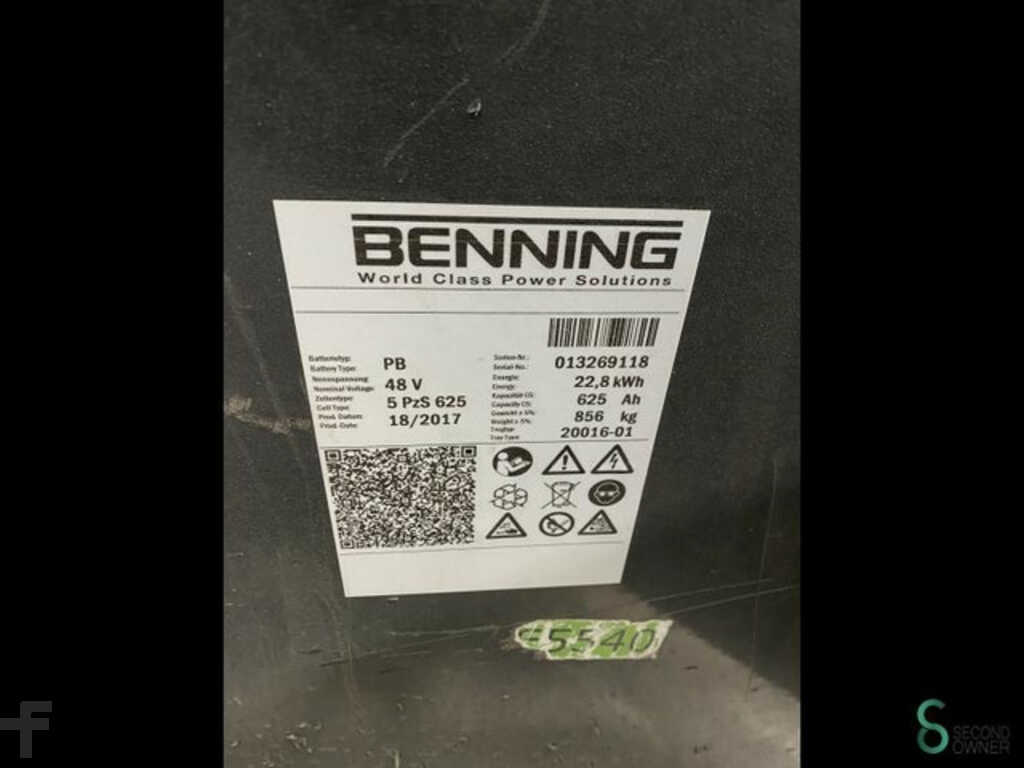 BENNING
World Class Power Solutions
Batterietyp:
Battery Type: PB
Nennspannung:
Nominal Voltage: 48 V
Zellentype:
Cell Type: 5 PzS 625
Prod. Datum:
Prod.-Date: 18/2017
Serien-Nr.:
Serial-No.: 013269118
Energie:
Energy: 22,8 kWh
Kapazität C5:
Capacity C5: 625 Ah
Gewicht ± 5%:
Weight ± 5%: 856 kg
Trogtyp:
Tray Type: 20016-01
5540
SECOND
OWNER